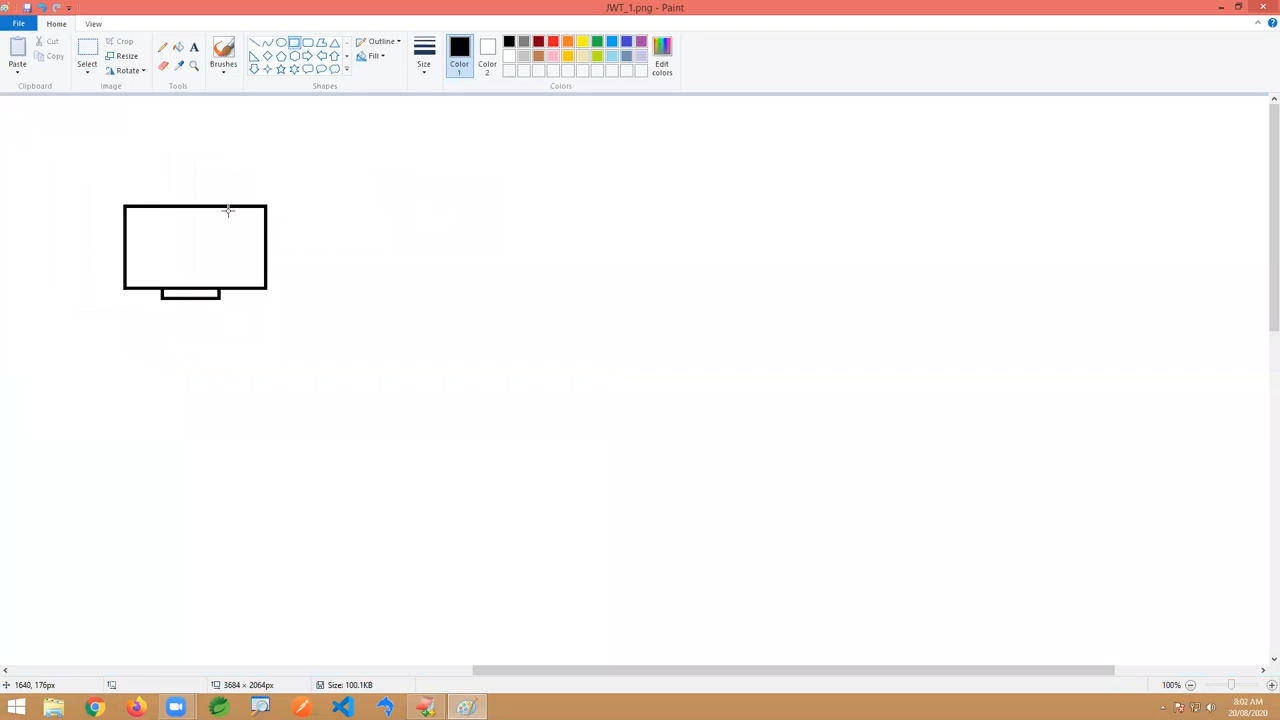 JWT_1.png - Paint
File
Home
View
Paste
Cut
Copy
Clipboard
Select
Crop
Resize
Rotate
Image
Tools
Brushes
Shapes
Outline
Fill
Size
Color 1
Color 2
Edit colors
Colors
1640, 176px
3684 × 2064px
Size: 100.1KB
100%
8:02 AM
20/08/2020